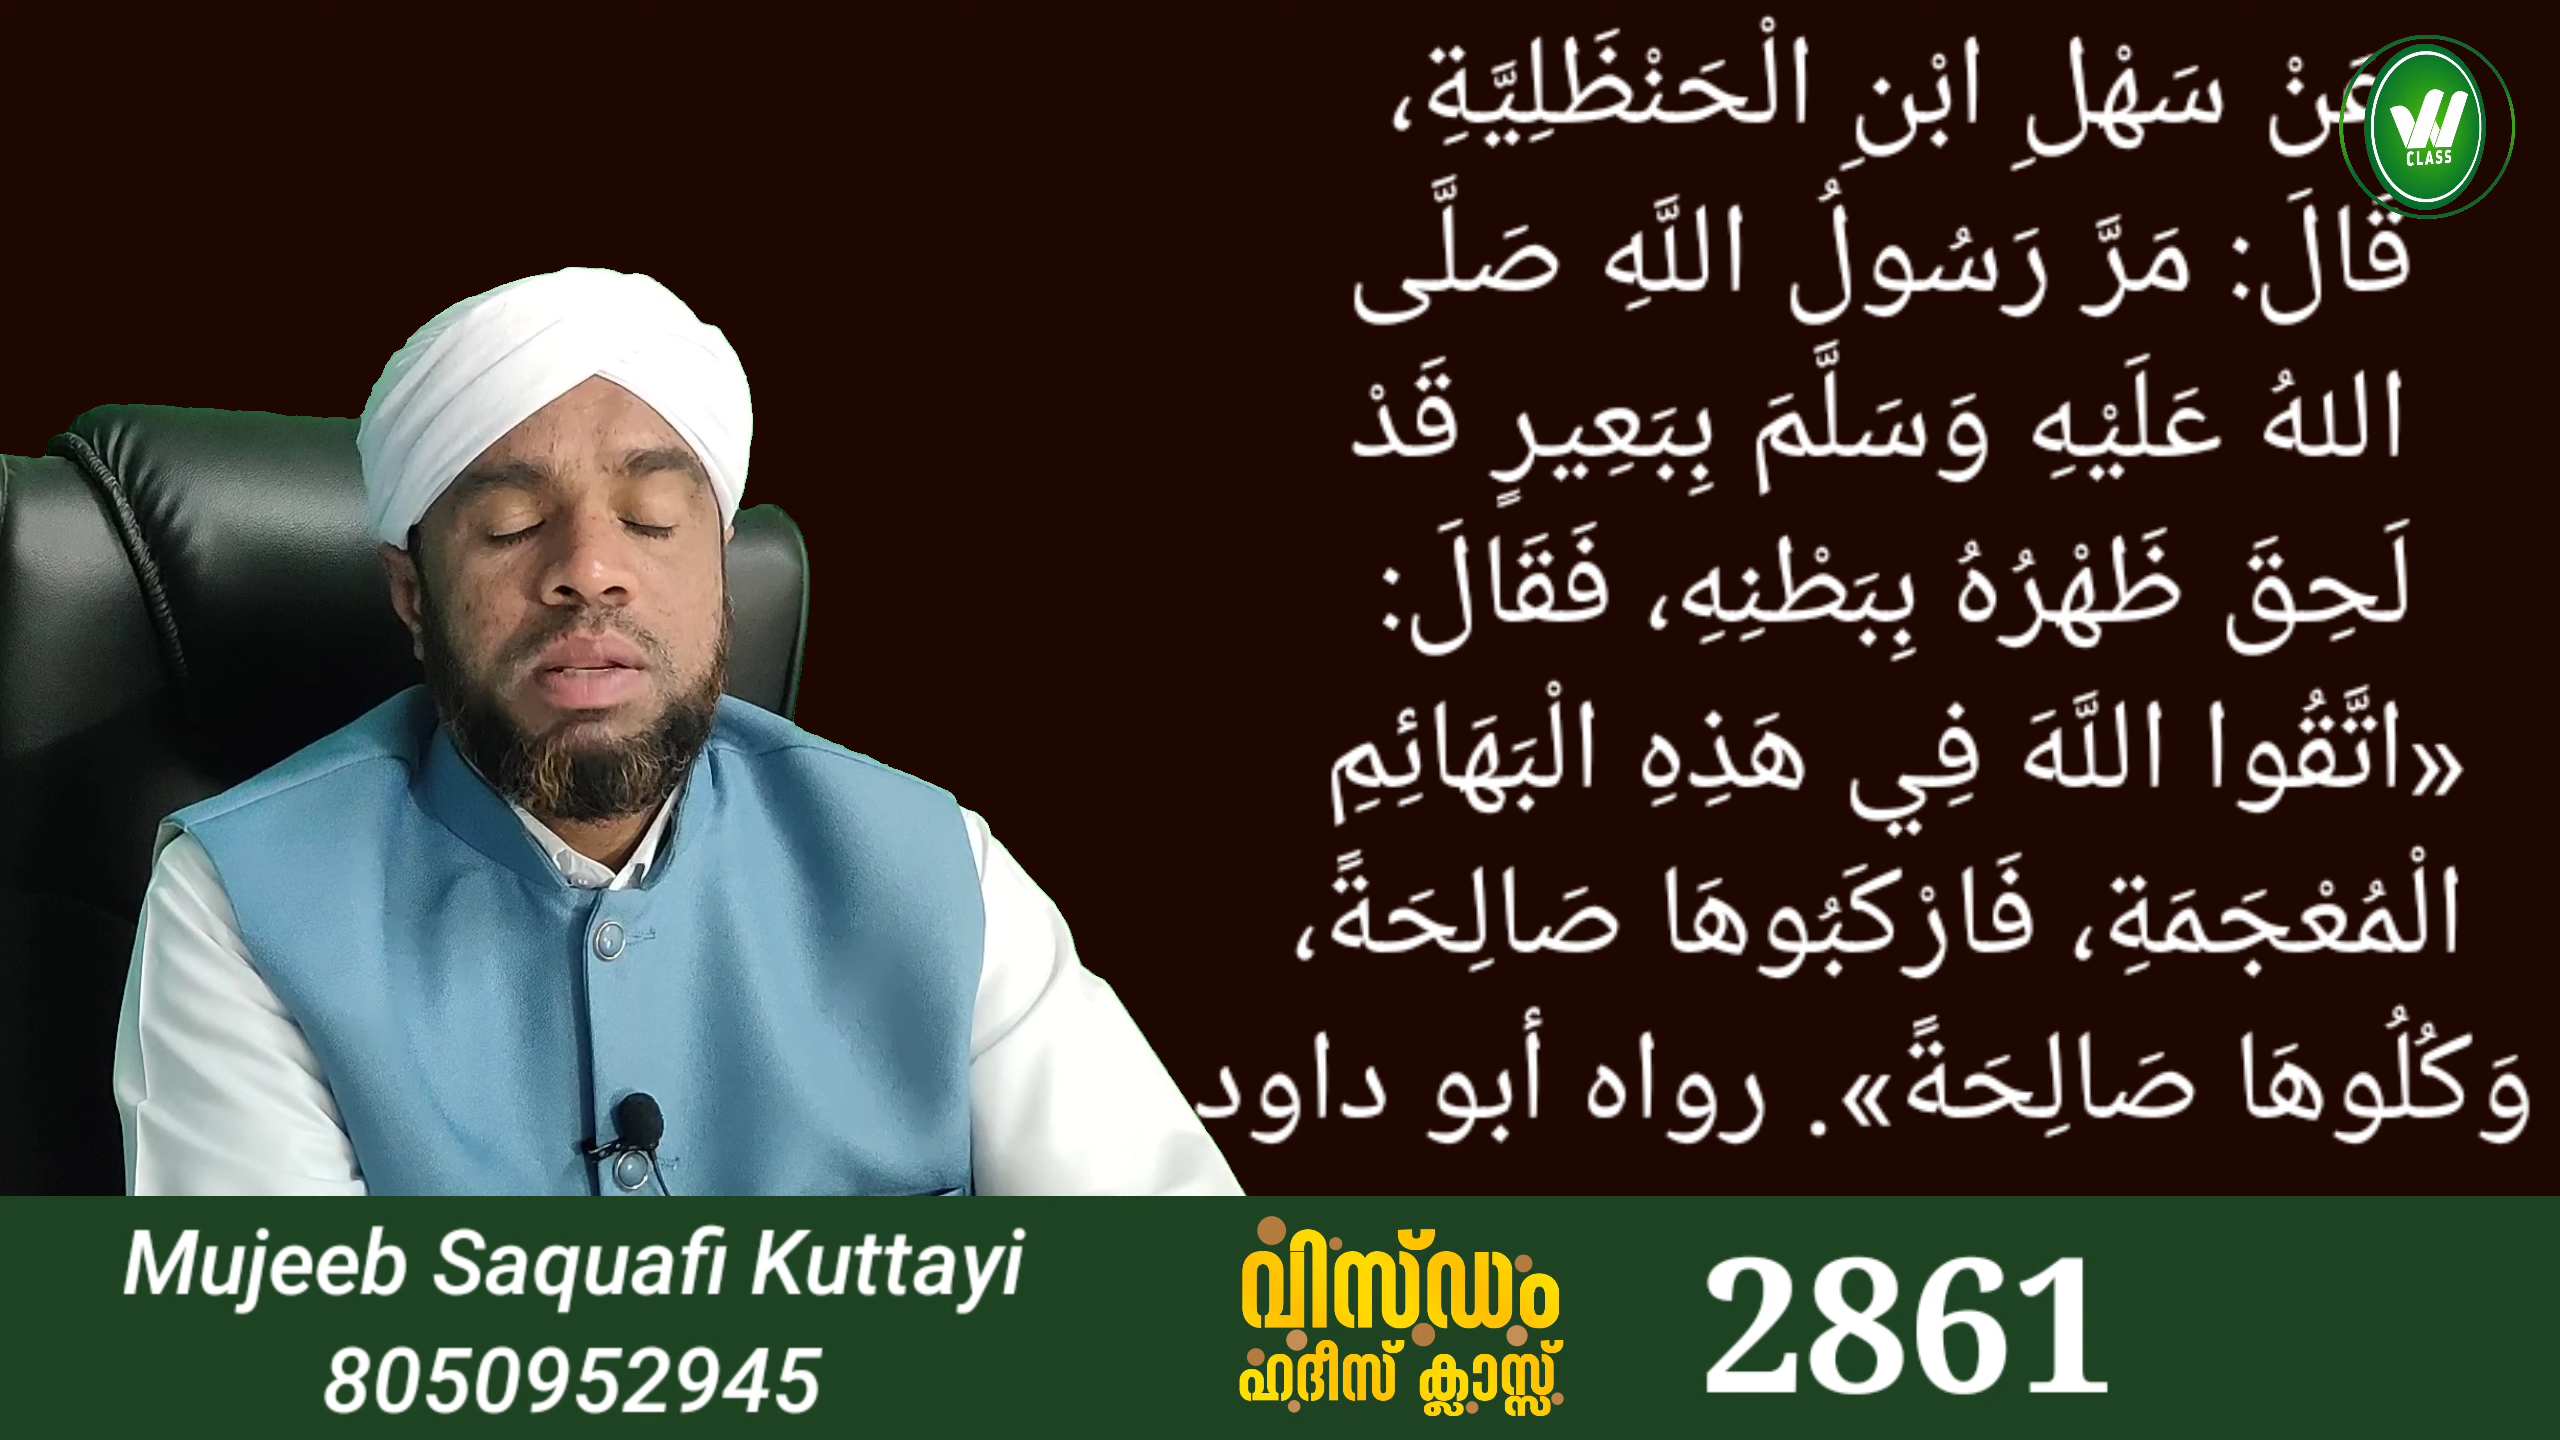 عَنْ سَهْلِ ابْنِ الْحَنْظَلِيَّةِ،
قَالَ: مَرَّ رَسُولُ اللَّهِ صَلَّى
اللهُ عَلَيْهِ وَسَلَّمَ بِبَعِيرٍ قَدْ
لَحِقَ ظَهْرُهُ بِبَطْنِهِ، فَقَالَ:
«اتَّقُوا اللَّهَ فِي هَذِهِ الْبَهَائِمِ
الْمُعْجَمَةِ، فَارْكَبُوهَا صَالِحَةً،
وَكُلُوهَا صَالِحَةً». رواه أبو داود
W
CLASS
Mujeeb Saquafi Kuttayi
8050952945
വിസ്ഡം
ഹദീസ് ക്ലാസ്സ്
2861